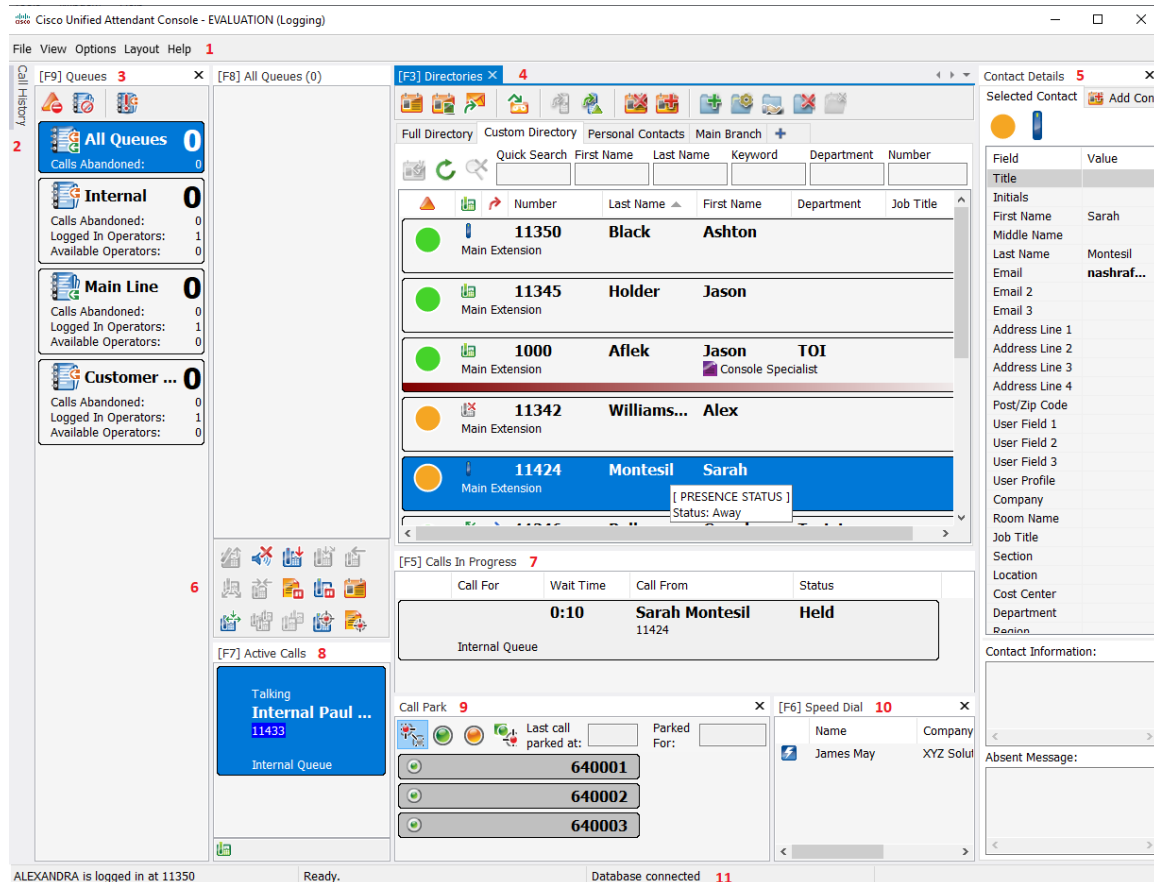 Cisco Unified Attendant Console - EVALUATION (Logging)
File View Options Layout Help 1
Call History
2
[F9] Queues 3
All Queues 0
Calls Abandoned: 0
Internal 0
Calls Abandoned: 0
Logged In Operators: 1
Available Operators: 0
Main Line 0
Calls Abandoned: 0
Logged In Operators: 1
Available Operators: 0
Customer ... 0
Calls Abandoned: 0
Logged In Operators: 1
Available Operators: 0
[F8] All Queues (0)
6
[F7] Active Calls 8
Talking
Internal Paul ...
11433
Internal Queue
[F3] Directories 4
Full Directory Custom Directory Personal Contacts Main Branch
Quick Search First Name Last Name Keyword Department Number
Number Last Name First Name Department Job Title
11350 Black Ashton
Main Extension
11345 Holder Jason
Main Extension
1000 Aflek Jason TOI
Main Extension Console Specialist
11342 Williams... Alex
Main Extension
11424 Montesil Sarah
Main Extension
[ PRESENCE STATUS ]
Status: Away
[F5] Calls In Progress 7
Call For Wait Time Call From Status
0:10 Sarah Montesil Held
11424
Internal Queue
Call Park 9
Last call parked at: Parked For:
640001
640002
640003
[F6] Speed Dial 10
Name Company
James May XYZ Solut
Contact Details 5
Selected Contact Add Con
Field Value
Title
Initials
First Name Sarah
Middle Name
Last Name Montesil
Email nashraf...
Email 2
Email 3
Address Line 1
Address Line 2
Address Line 3
Address Line 4
Post/Zip Code
User Field 1
User Field 2
User Field 3
User Profile
Company
Room Name
Job Title
Section
Location
Cost Center
Department
Region
Contact Information:
Absent Message:
ALEXANDRA is logged in at 11350 Ready. Database connected 11